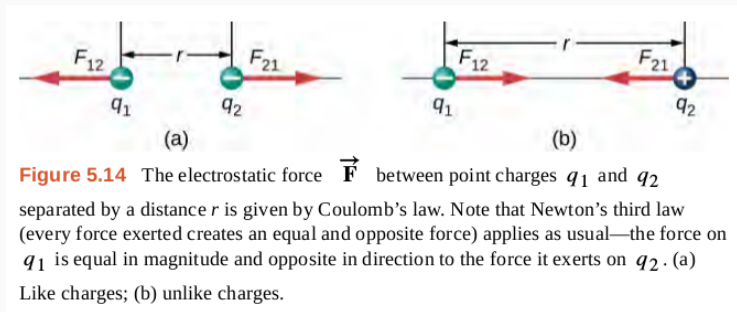 F12 r F21 r F12 F21
− − − +
q1 q2 q1 q2
(a) (b)
Figure 5.14 The electrostatic force F⃗ between point charges q1 and q2
separated by a distance r is given by Coulomb’s law. Note that Newton’s third law
(every force exerted creates an equal and opposite force) applies as usual—the force on
q1 is equal in magnitude and opposite in direction to the force it exerts on q2. (a)
Like charges; (b) unlike charges.